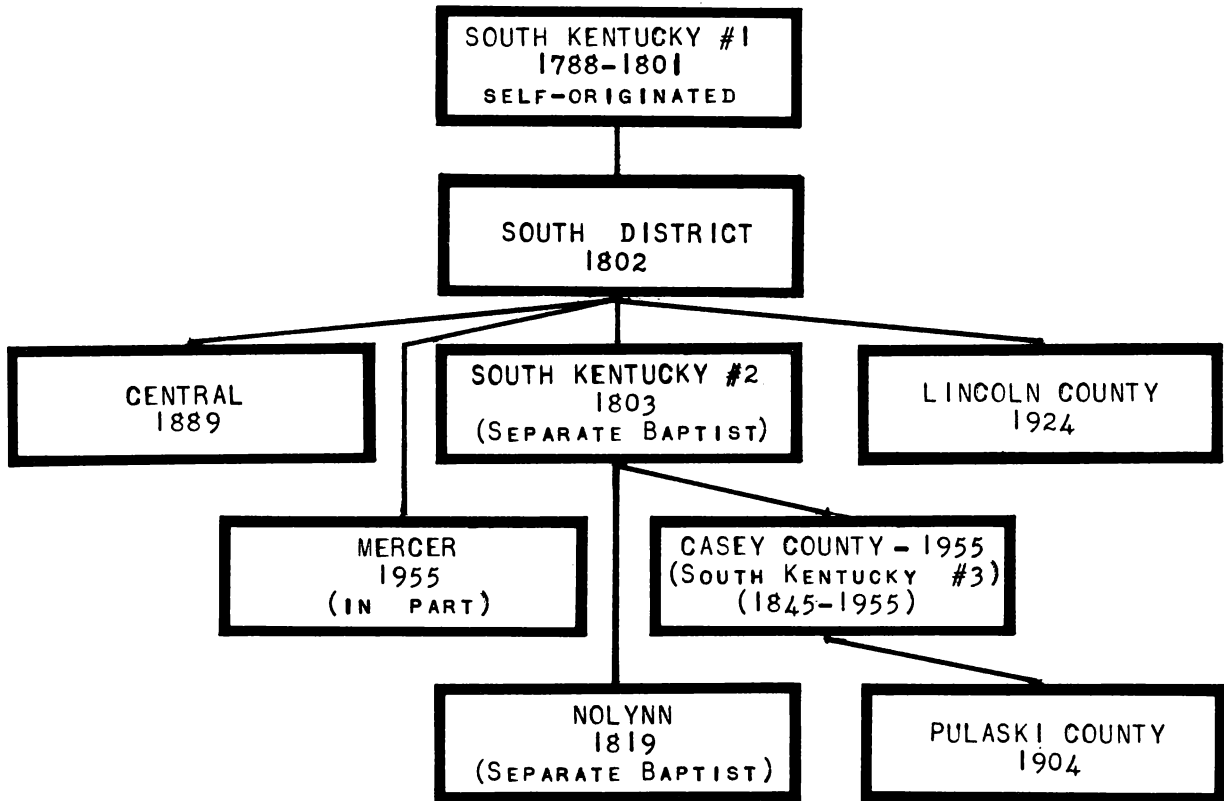 SOUTH KENTUCKY #1
1788-1801
SELF-ORIGINATED
SOUTH DISTRICT
1802
CENTRAL
1889
SOUTH KENTUCKY #2
1803
(SEPARATE BAPTIST)
LINCOLN COUNTY
1924
MERCER
1955
(IN PART)
CASEY COUNTY - 1955
(SOUTH KENTUCKY #3)
(1845-1955)
NOLYNN
1819
(SEPARATE BAPTIST)
PULASKI COUNTY
1904